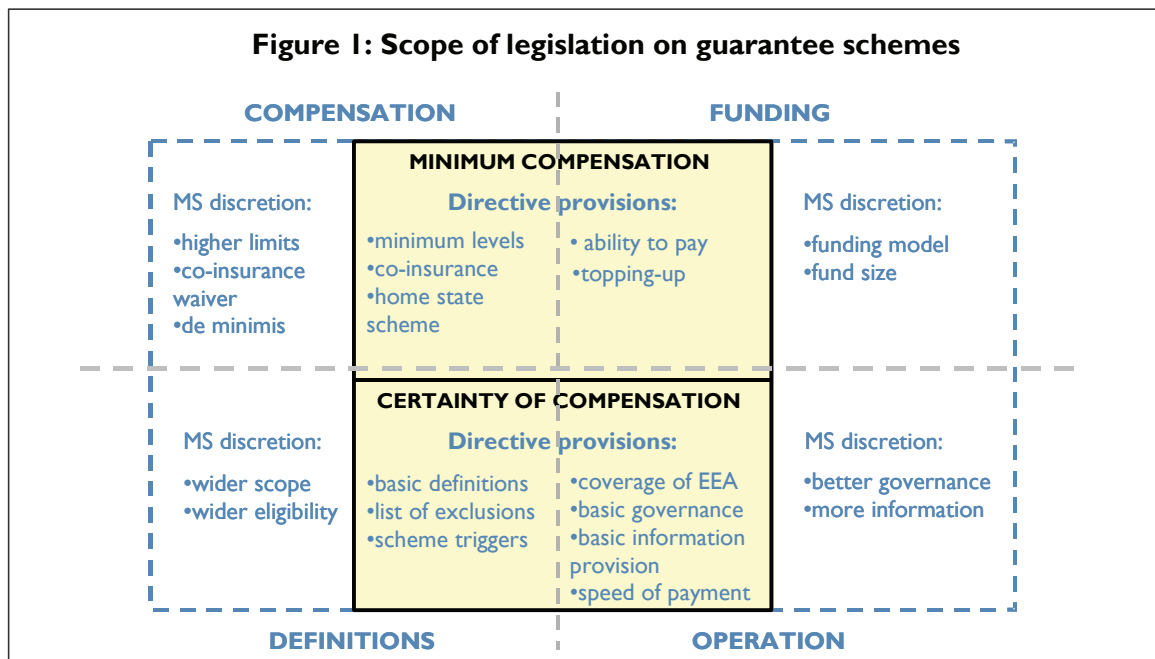 Figure 1: Scope of legislation on guarantee schemes
COMPENSATION
FUNDING
MINIMUM COMPENSATION
MS discretion:
•higher limits
•co-insurance
waiver
•de minimis
Directive provisions:
•minimum levels
•co-insurance
•home state
scheme
• ability to pay
•topping-up
MS discretion:
•funding model
•fund size
CERTAINTY OF COMPENSATION
MS discretion:
•wider scope
•wider eligibility
Directive provisions:
•basic definitions
•list of exclusions
•scheme triggers
•coverage of EEA
•basic governance
•basic information
provision
•speed of payment
MS discretion:
•better governance
•more information
DEFINITIONS
OPERATION